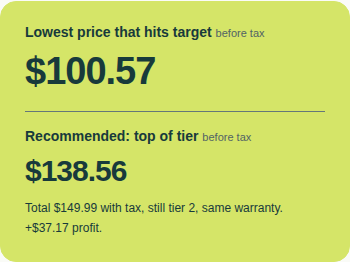 Lowest price that hits target before tax
$100.57
Recommended: top of tier before tax
$138.56
Total $149.99 with tax, still tier 2, same warranty.
+$37.17 profit.